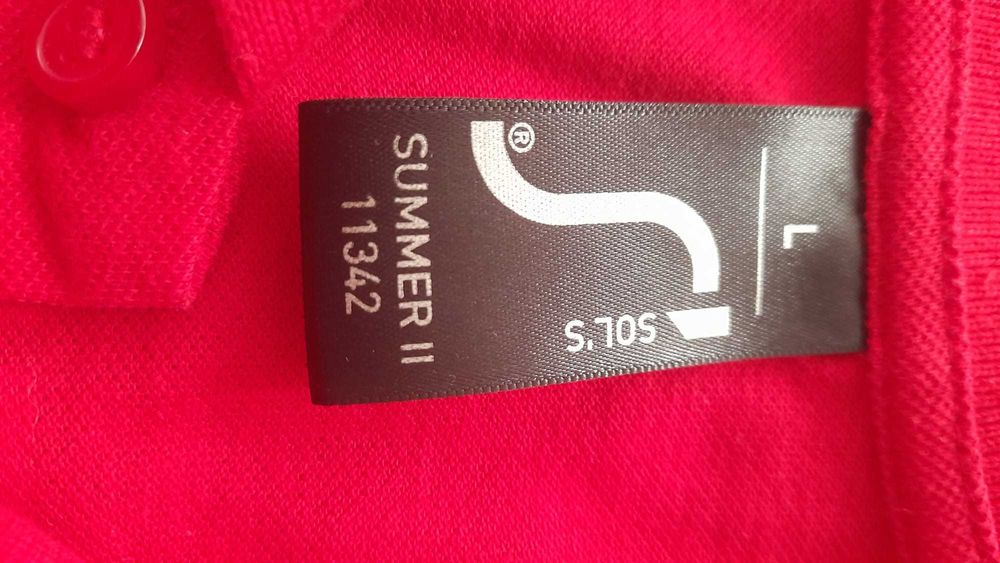 L
SOL'S
®
SUMMER II
11342